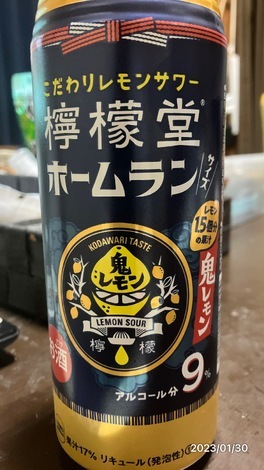 こだわりレモンサワー
檸檬堂®
ホームランサイズ
レモン
1.5個分
の果汁
鬼レモン
KODAWARI TASTE
鬼
レモン
LEMON SOUR
檸檬
お酒
アルコール分
9%
果汁17% リキュール(発泡性)
2023/01/30